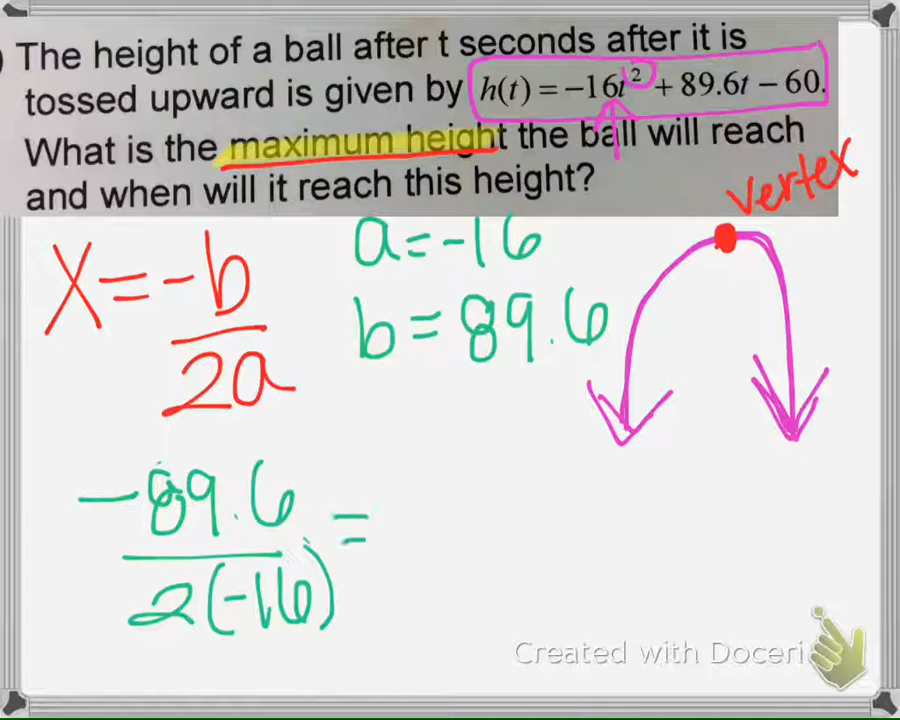 ) The height of a ball after t seconds after it is
tossed upward is given by h(t) = −16t² + 89.6t − 60.
What is the maximum height the ball will reach
and when will it reach this height?
vertex
X = -b/2a
a = -16
b = 89.6
-89.6/2(-16) =
Created with Doceri